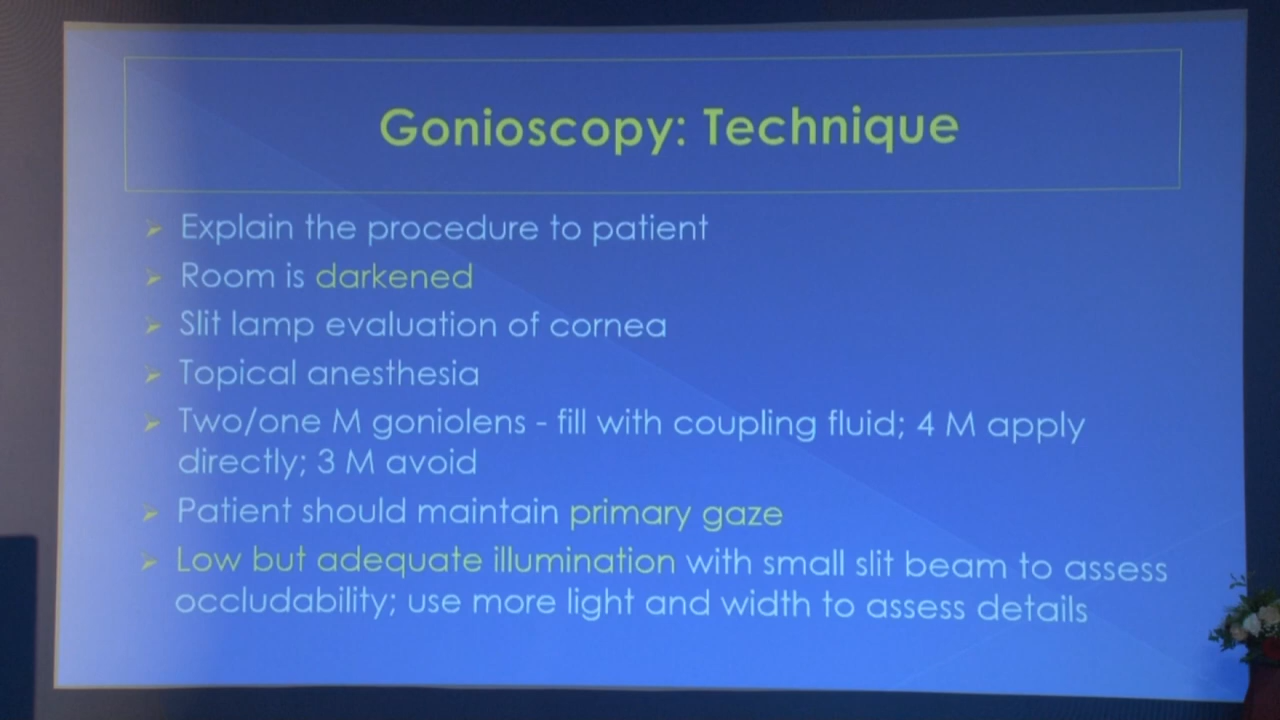 Gonioscopy: Technique
Explain the procedure to patient
Room is darkened
Slit lamp evaluation of cornea
Topical anesthesia
Two/one M goniolens - fill with coupling fluid; 4 M apply
directly; 3 M avoid
Patient should maintain primary gaze
Low but adequate illumination with small slit beam to assess
occludability; use more light and width to assess details